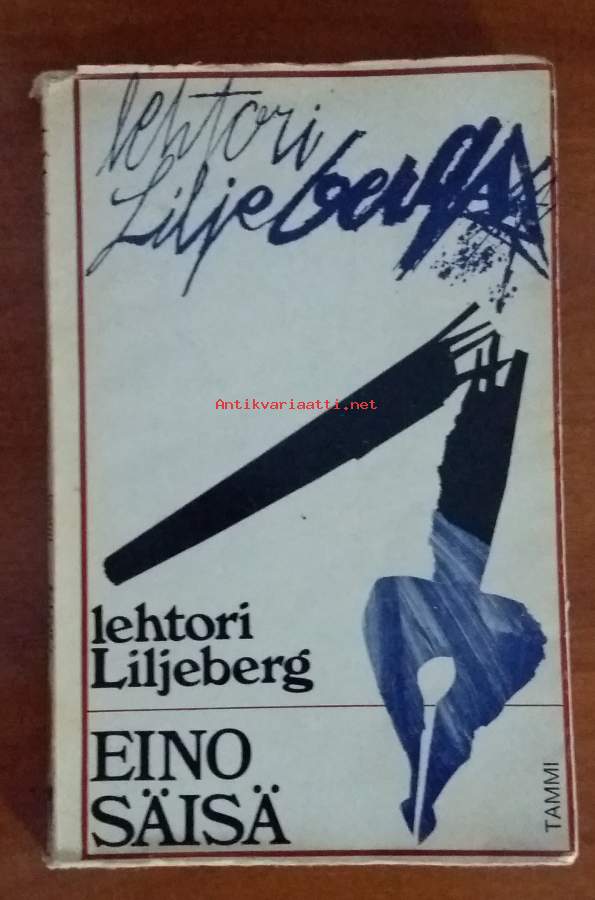 lehtori
Liljeberg
Antikvariaatti.net
lehtori
Liljeberg
EINO
SÄISÄ
TAMMI